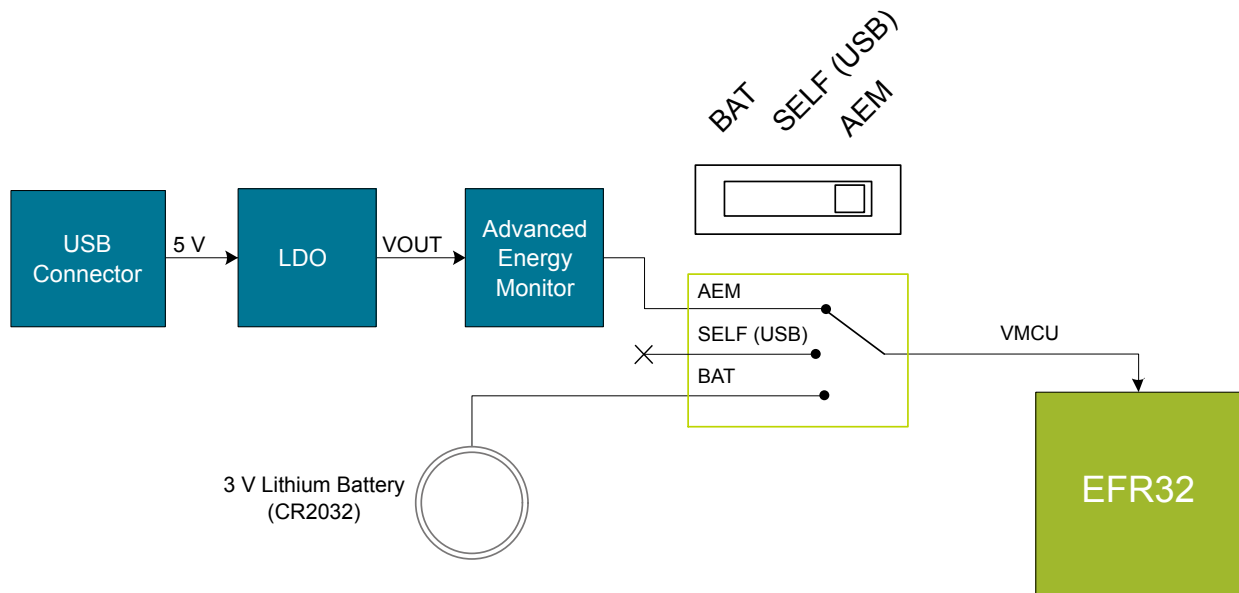 BAT
SELF (USB)
AEM
USB
Connector
5 V
LDO
VOUT
Advanced
Energy
Monitor
AEM
SELF (USB)
BAT
VMCU
3 V Lithium Battery
(CR2032)
EFR32